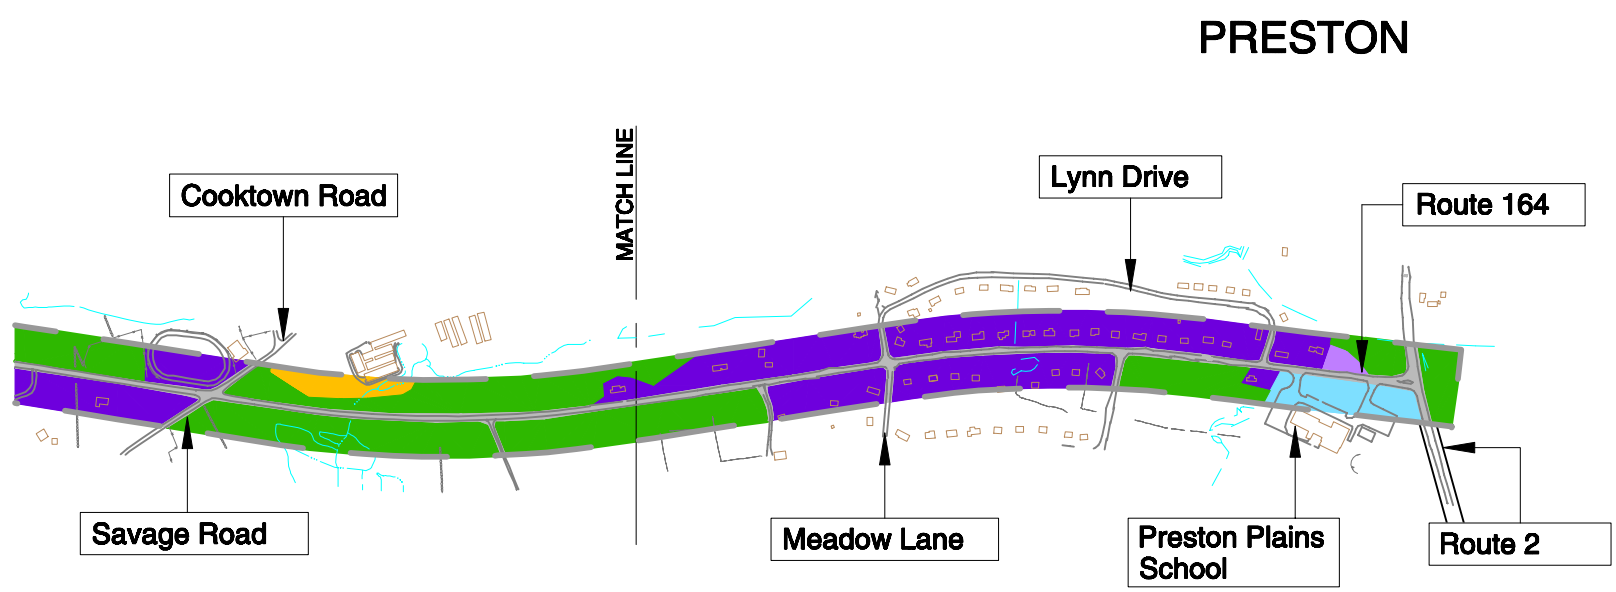 PRESTON
MATCH LINE
Lynn Drive
Cooktown Road
Route 164
Savage Road
Meadow Lane
Preston Plains
School
Route 2